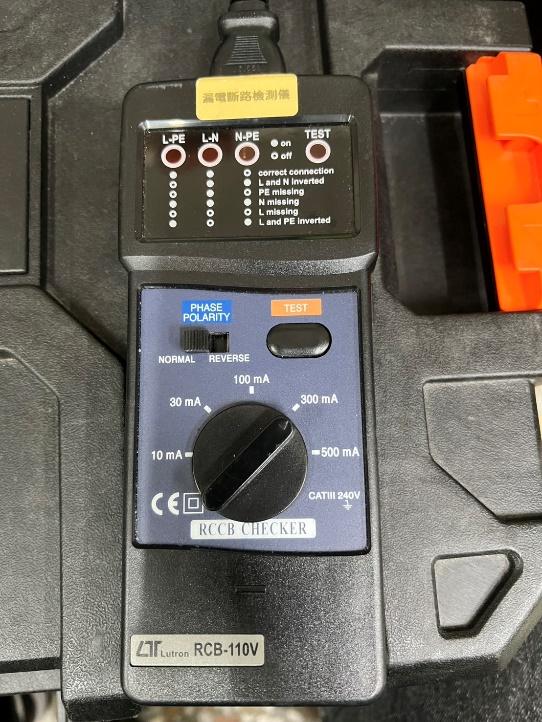 漏電斷路檢測儀
L-PE L-N N-PE on TEST
off
correct connection
L and N inverted
PE missing
N missing
L missing
L and PE inverted
PHASE POLARITY
TEST
NORMAL REVERSE
100 mA
30 mA 300 mA
10 mA 500 mA
CE CATIII 240V
RCCB CHECKER
Lutron RCB-110V